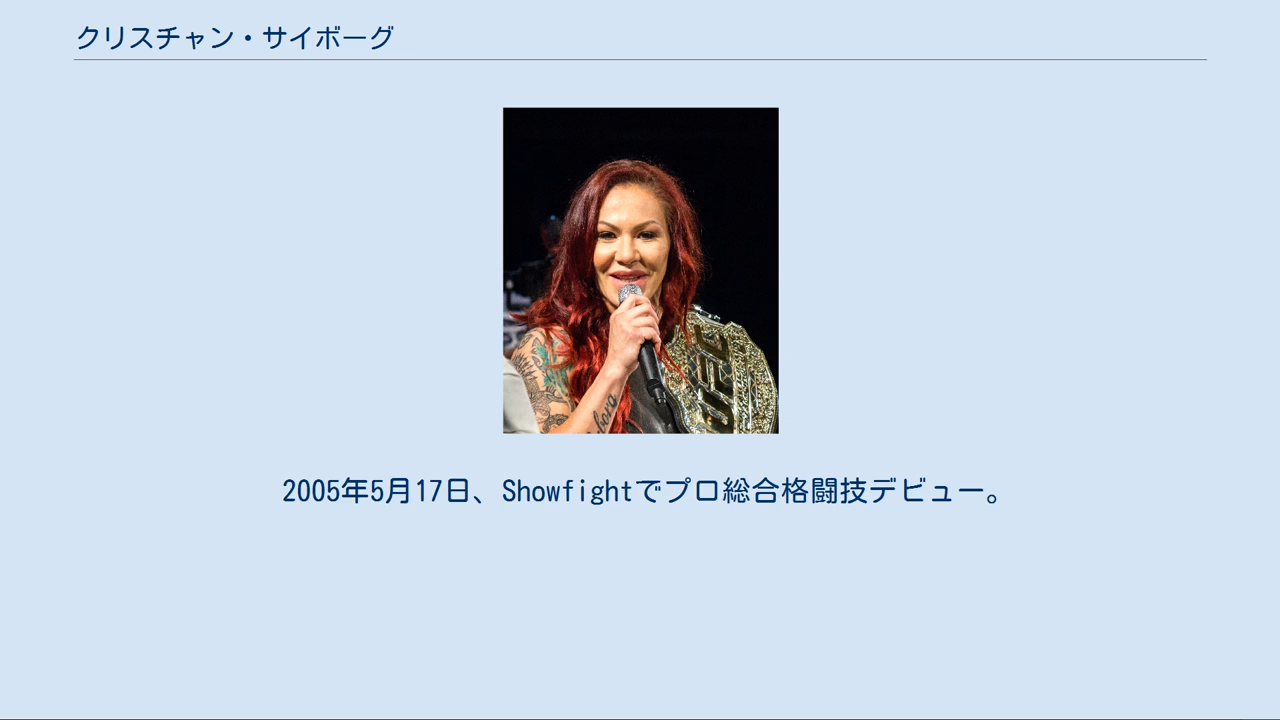 クリスチャン・サイボーグ
UFC
bora
2005年5月17日、Showfightでプロ総合格闘技デビュー。